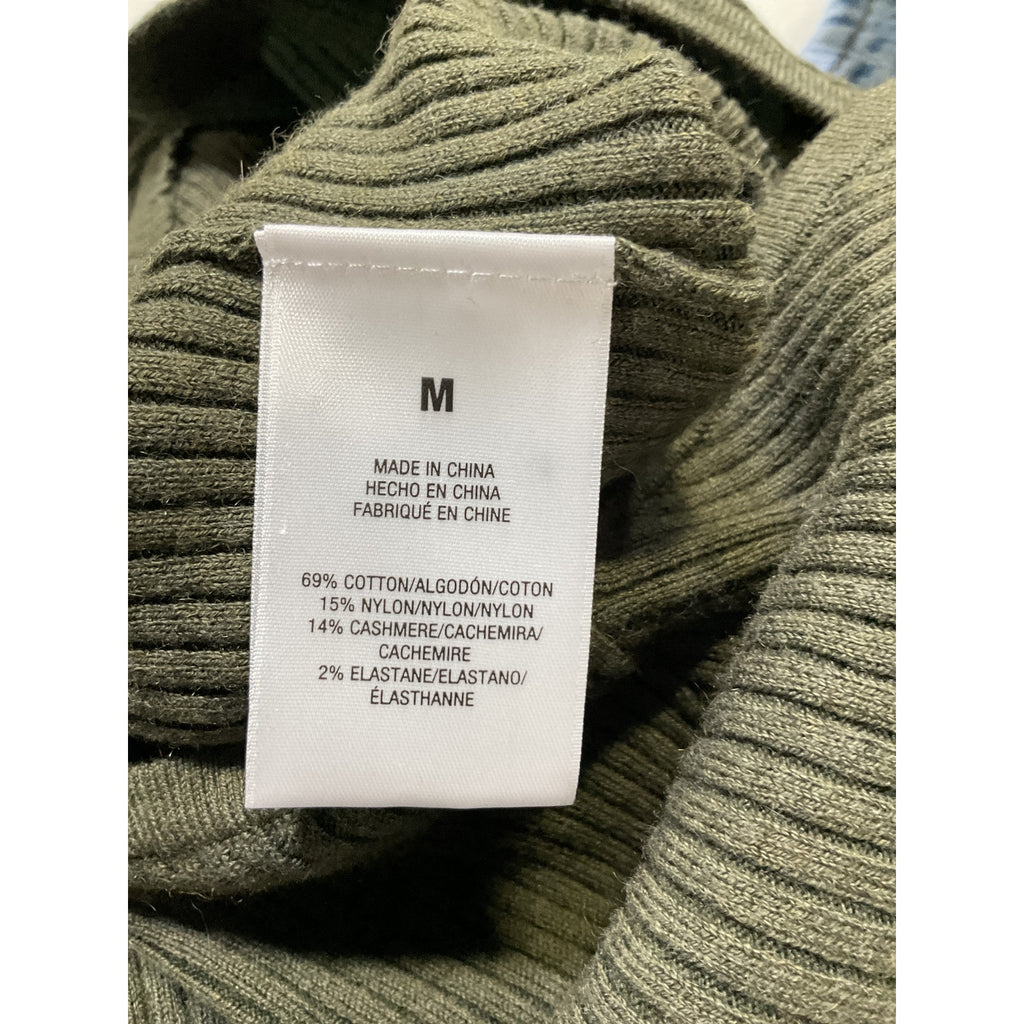 M
MADE IN CHINA
HECHO EN CHINA
FABRIQUÉ EN CHINE
69% COTTON/ALGODÓN/COTON
15% NYLON/NYLON/NYLON
14% CASHMERE/CACHEMIRA/
CACHEMIRE
2% ELASTANE/ELASTANO/
ÉLASTHANNE